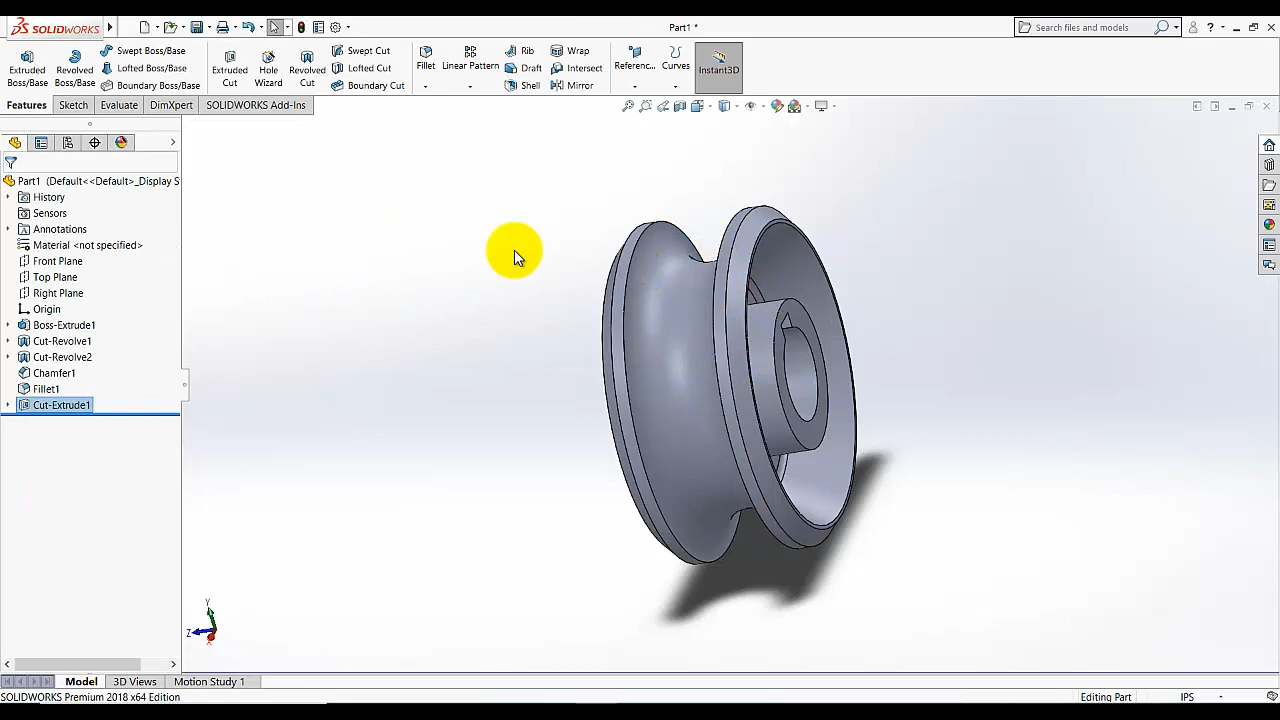 SOLIDWORKS
Part1 *
Search files and models
?
Extruded Boss/Base
Revolved Boss/Base
Swept Boss/Base
Lofted Boss/Base
Boundary Boss/Base
Extruded Cut
Hole Wizard
Revolved Cut
Swept Cut
Lofted Cut
Boundary Cut
Fillet
Linear Pattern
Rib
Draft
Shell
Wrap
Intersect
Mirror
Referenc...
Curves
Instant3D
Features
Sketch
Evaluate
DimXpert
SOLIDWORKS Add-Ins
Part1 (Default<<Default>_Display S
History
Sensors
Annotations
Material <not specified>
Front Plane
Top Plane
Right Plane
Origin
Boss-Extrude1
Cut-Revolve1
Cut-Revolve2
Chamfer1
Fillet1
Cut-Extrude1
Y
Z
X
Model
3D Views
Motion Study 1
SOLIDWORKS Premium 2018 x64 Edition
Editing Part
IPS